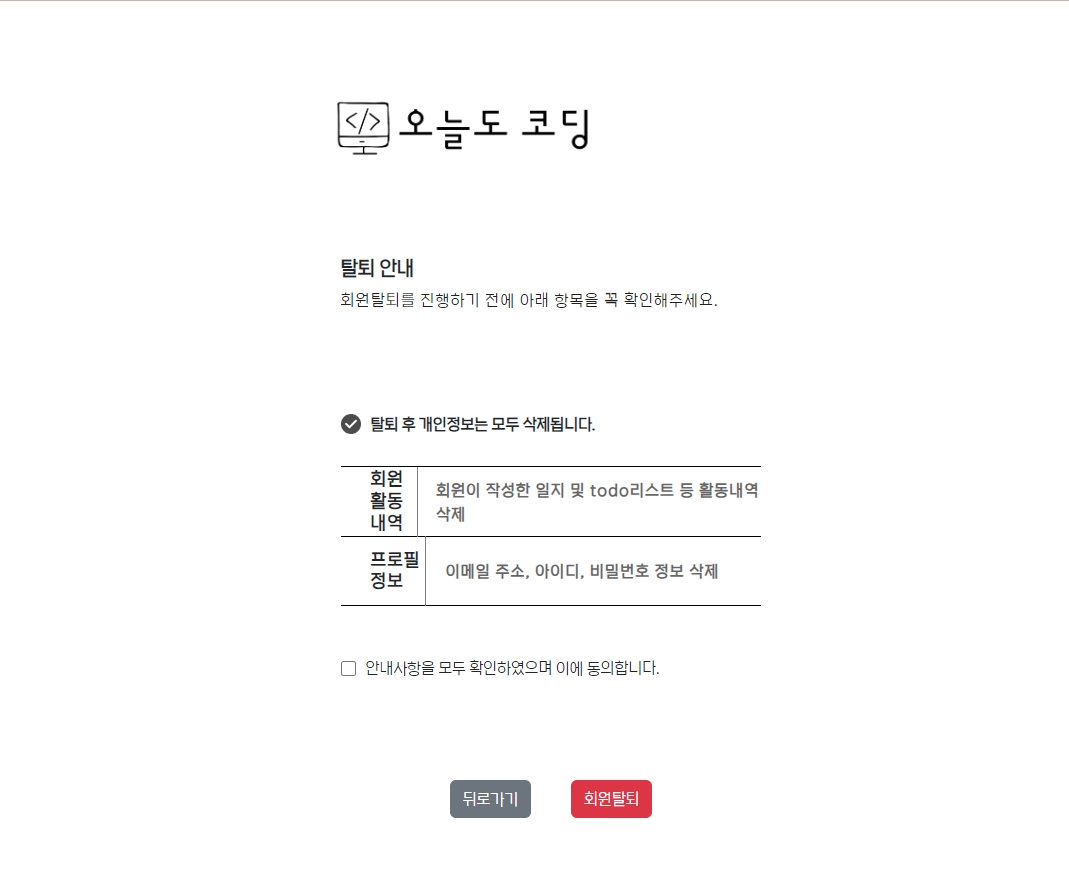 </> 오늘도 코딩
탈퇴 안내
회원탈퇴를 진행하기 전에 아래 항목을 꼭 확인해주세요.
탈퇴 후 개인정보는 모두 삭제됩니다.
회원
활동
내역
회원이 작성한 일지 및 todo리스트 등 활동내역
삭제
프로필
정보
이메일 주소, 아이디, 비밀번호 정보 삭제
안내사항을 모두 확인하였으며 이에 동의합니다.
뒤로가기
회원탈퇴